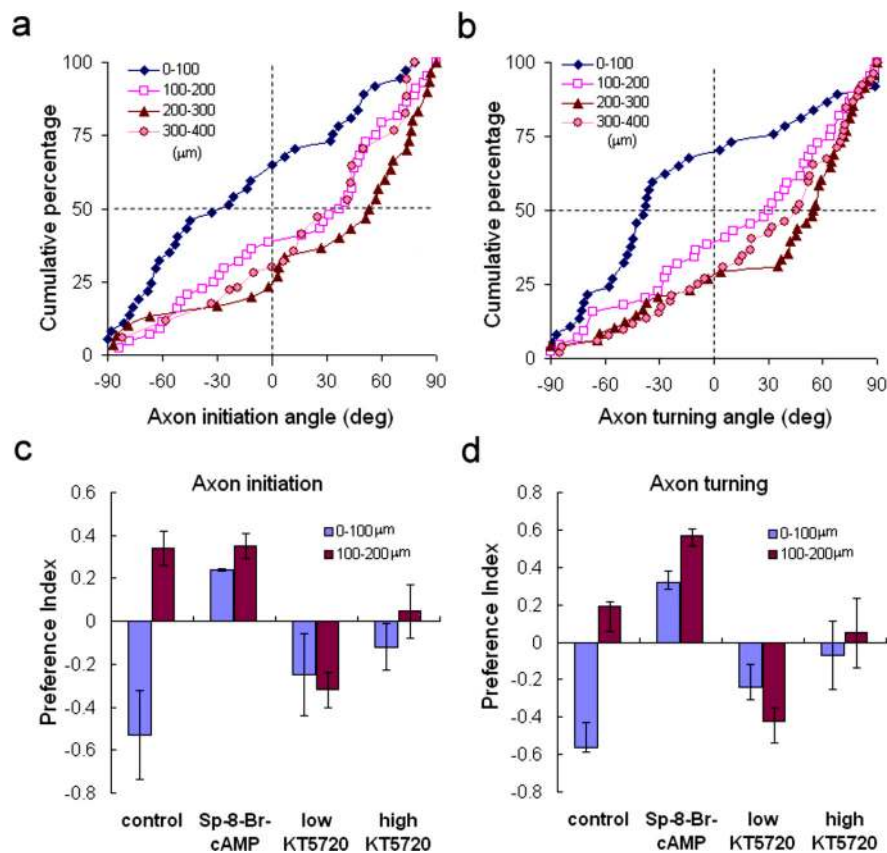 a
100
75
50
25
0
-90 -60 -30 0 30 60 90
Cumulative percentage
Axon initiation angle (deg)
0-100
100-200
200-300
300-400
(μm)
b
100
75
50
25
0
-90 -60 -30 0 30 60 90
Cumulative percentage
Axon turning angle (deg)
0-100
100-200
200-300
300-400
(μm)
c
Axon initiation
0.6
0.4
0.2
0
-0.2
-0.4
-0.6
-0.8
Preference Index
0-100μm
100-200μm
control Sp-8-Br- low high
cAMP KT5720 KT5720
d
Axon turning
0.8
0.6
0.4
0.2
0
-0.2
-0.4
-0.6
-0.8
Preference Index
0-100μm
100-200μm
control Sp-8-Br- low high
cAMP KT5720 KT5720